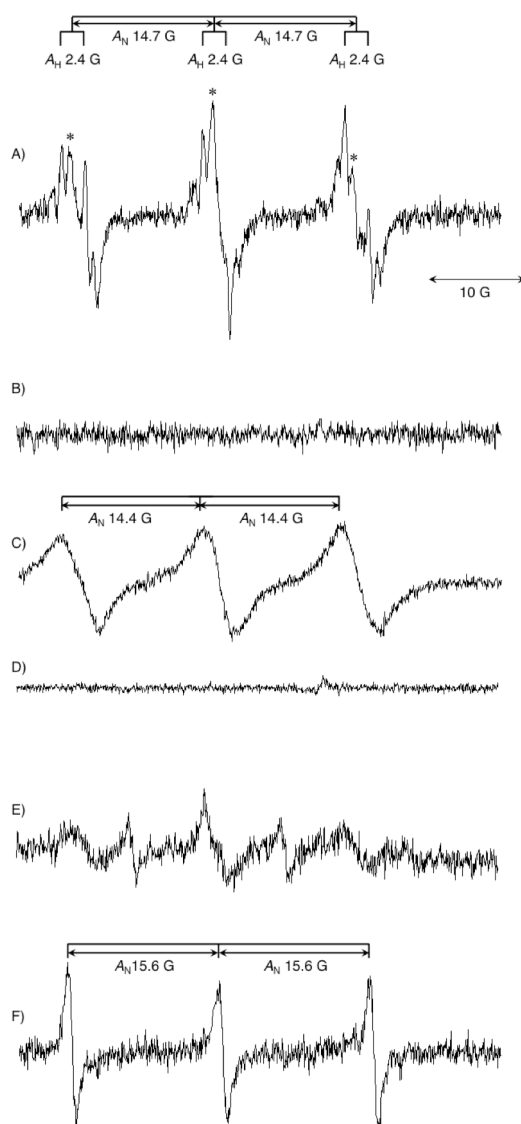 A_N 14.7 G A_N 14.7 G
A_H 2.4 G A_H 2.4 G A_H 2.4 G
* * *
A)
10 G
B)
A_N 14.4 G A_N 14.4 G
C)
D)
E)
A_N 15.6 G A_N 15.6 G
F)